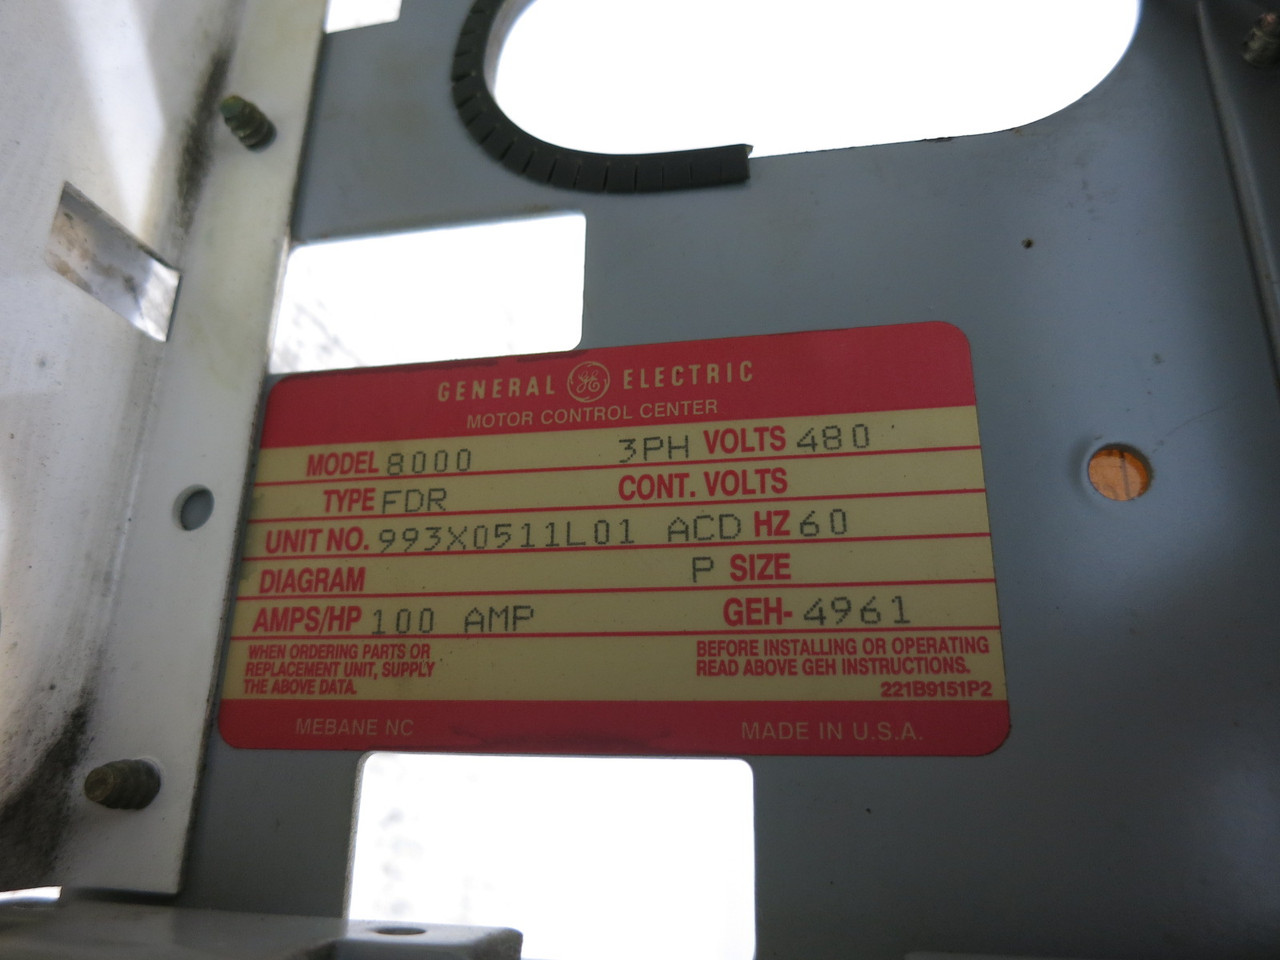 GENERAL GE ELECTRIC
MOTOR CONTROL CENTER
MODEL 8000 3PH VOLTS 480
TYPE FDR CONT. VOLTS
UNIT NO. 993X0511L01 ACD HZ 60
DIAGRAM P SIZE
AMPS/HP 100 AMP GEH- 4961
WHEN ORDERING PARTS OR
REPLACEMENT UNIT, SUPPLY
THE ABOVE DATA.
BEFORE INSTALLING OR OPERATING
READ ABOVE GEH INSTRUCTIONS.
221B9151P2
MEBANE NC MADE IN U.S.A.